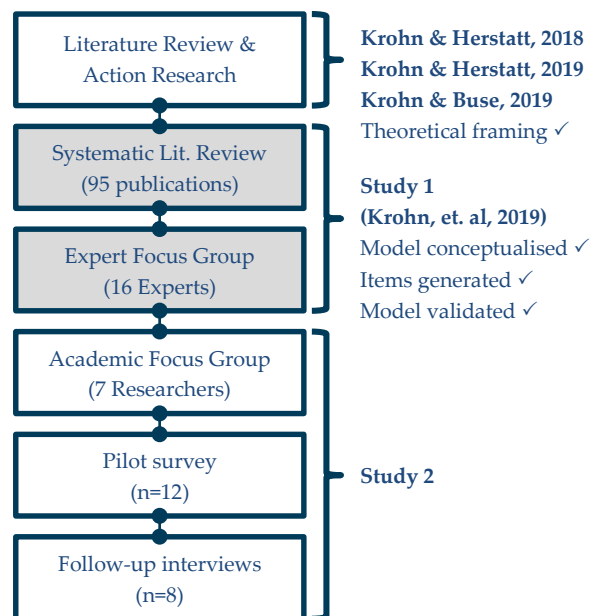 Literature Review &
Action Research
Krohn & Herstatt, 2018
Krohn & Herstatt, 2019
Krohn & Buse, 2019
Theoretical framing ✓
Systematic Lit. Review
(95 publications)
Expert Focus Group
(16 Experts)
Study 1
(Krohn, et. al, 2019)
Model conceptualised ✓
Items generated ✓
Model validated ✓
Academic Focus Group
(7 Researchers)
Pilot survey
(n=12)
Follow-up interviews
(n=8)
Study 2